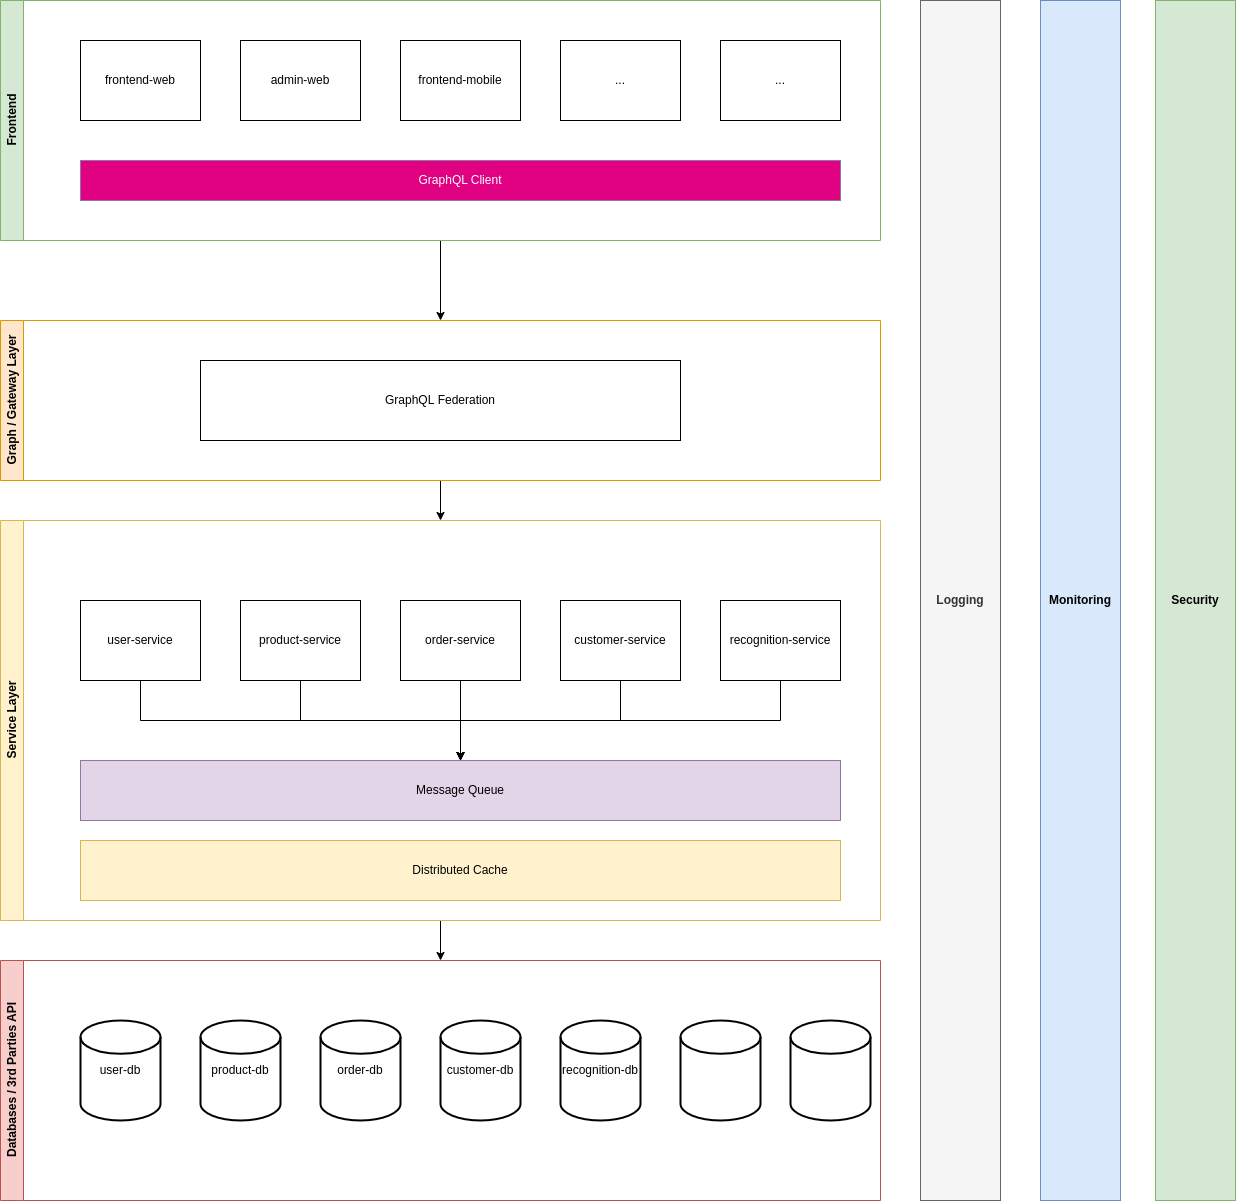 Frontend
frontend-web
admin-web
frontend-mobile
...
...
GraphQL Client
Graph / Gateway Layer
GraphQL Federation
Service Layer
user-service
product-service
order-service
customer-service
recognition-service
Message Queue
Distributed Cache
Databases / 3rd Parties API
user-db
product-db
order-db
customer-db
recognition-db
Logging
Monitoring
Security